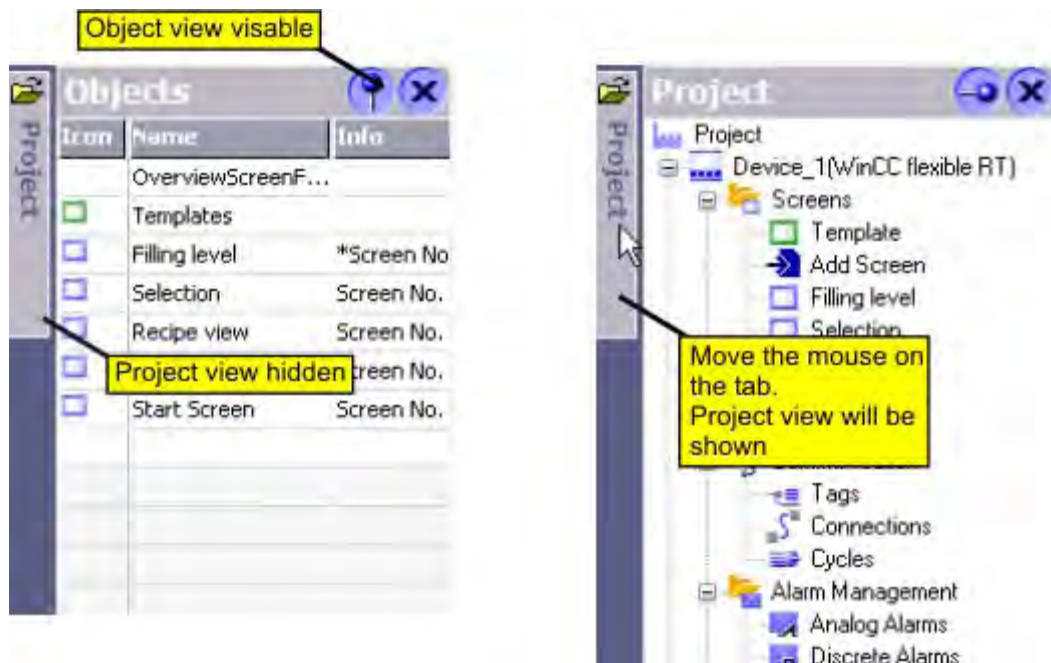 Object view visable
Project
Objects
Icon Name Info
OverviewScreenF...
Templates
Filling level *Screen No
Selection Screen No.
Recipe view Screen No.
Project view hidden
creen No.
Start Screen Screen No.
Project
Project
Project
Device_1(WinCC flexible RT)
Screens
Template
Add Screen
Filling level
Selection
Move the mouse on
the tab.
Project view will be
shown
Tags
Connections
Cycles
Alarm Management
Analog Alarms
Discrete Alarms